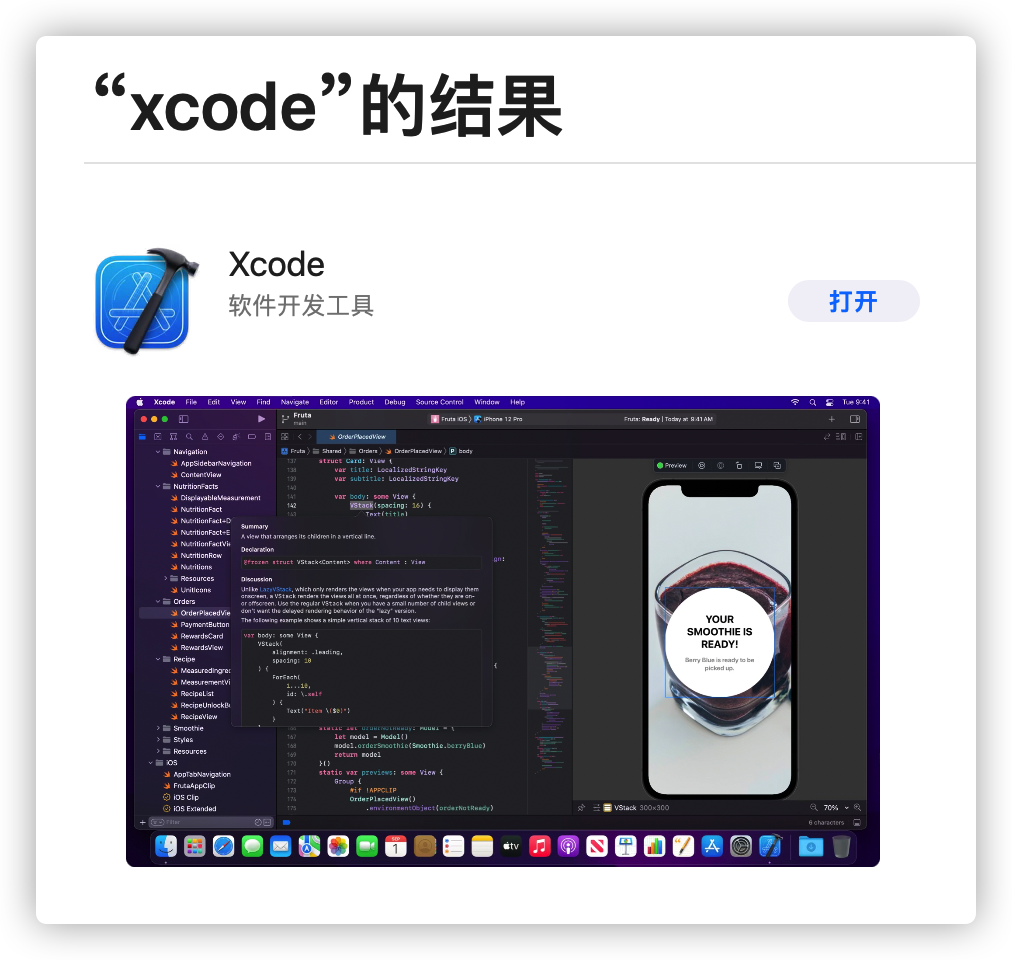 “xcode”的结果
Xcode
软件开发工具
打开
Xcode File Edit View Find Navigate Editor Product Debug Source Control Window Help
Tue 9:41
Fruta
main
Fruta iOS 〉 iPhone 12 Pro
Fruta: Ready | Today at 9:41 AM
OrderPlacedView
Fruta 〉 Shared 〉 Orders 〉 OrderPlacedView 〉 P body
Navigation
AppSidebarNavigation
ContentView
NutritionFacts
DisplayableMeasurement
NutritionFact
NutritionFact+D
NutritionFact+E
NutritionFactVie
NutritionRow
Nutritions
Resources
UnitIcons
Orders
OrderPlacedVie
PaymentButton
RewardsCard
RewardsView
Recipe
MeasuredIngred
MeasurementVi
RecipeList
RecipeUnlockBu
RecipeView
Smoothie
Styles
Resources
iOS
AppTabNavigation
FrutaAppClip
iOS Clip
iOS Extended
Filter
137 struct Card: View {
138 var title: LocalizedStringKey
139 var subtitle: LocalizedStringKey
140
141 var body: some View {
142 VStack(spacing: 16) {
143 Text(title)
ign:
Summary
A view that arranges its children in a vertical line.
Declaration
@frozen struct VStack<Content> where Content : View
Discussion
Unlike LazyVStack, which only renders the views when your app needs to display them
onscreen, a VStack renders the views all at once, regardless of whether they are on-
or offscreen. Use the regular VStack when you have a small number of child views or
don't want the delayed rendering behavior of the "lazy" version.
The following example shows a simple vertical stack of 10 text views:
var body: some View {
VStack(
alignment: .leading,
spacing: 10
) {
ForEach(
1...10,
id: \.self
) {
Text("Item \($0)")
}
{
166 static let orderNotReady: Model = {
167 let model = Model()
168 model.orderSmoothie(Smoothie.berryBlue)
169 return model
170 }()
171 static var previews: some View {
172 Group {
173 #if !APPCLIP
174 OrderPlacedView()
175 .environmentObject(orderNotReady)
Preview
YOUR
SMOOTHIE IS
READY!
Berry Blue is ready to be
picked up.
VStack 300×300
70%
6 characters
SEP
1
tv